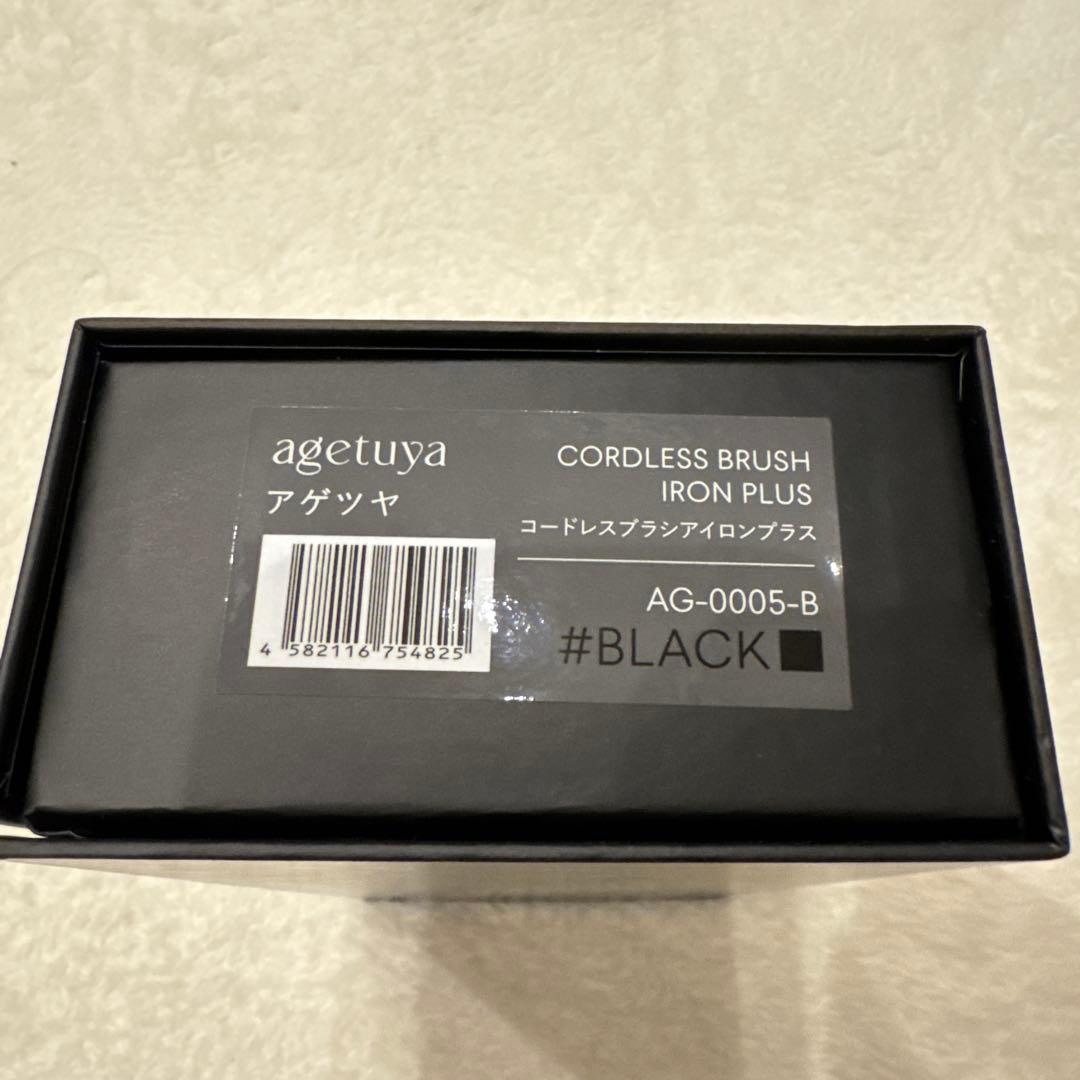 agetuya
アゲツヤ
4 582116 754825
CORDLESS BRUSH
IRON PLUS
コードレスブラシアイロンプラス
AG-0005-B
#BLACK